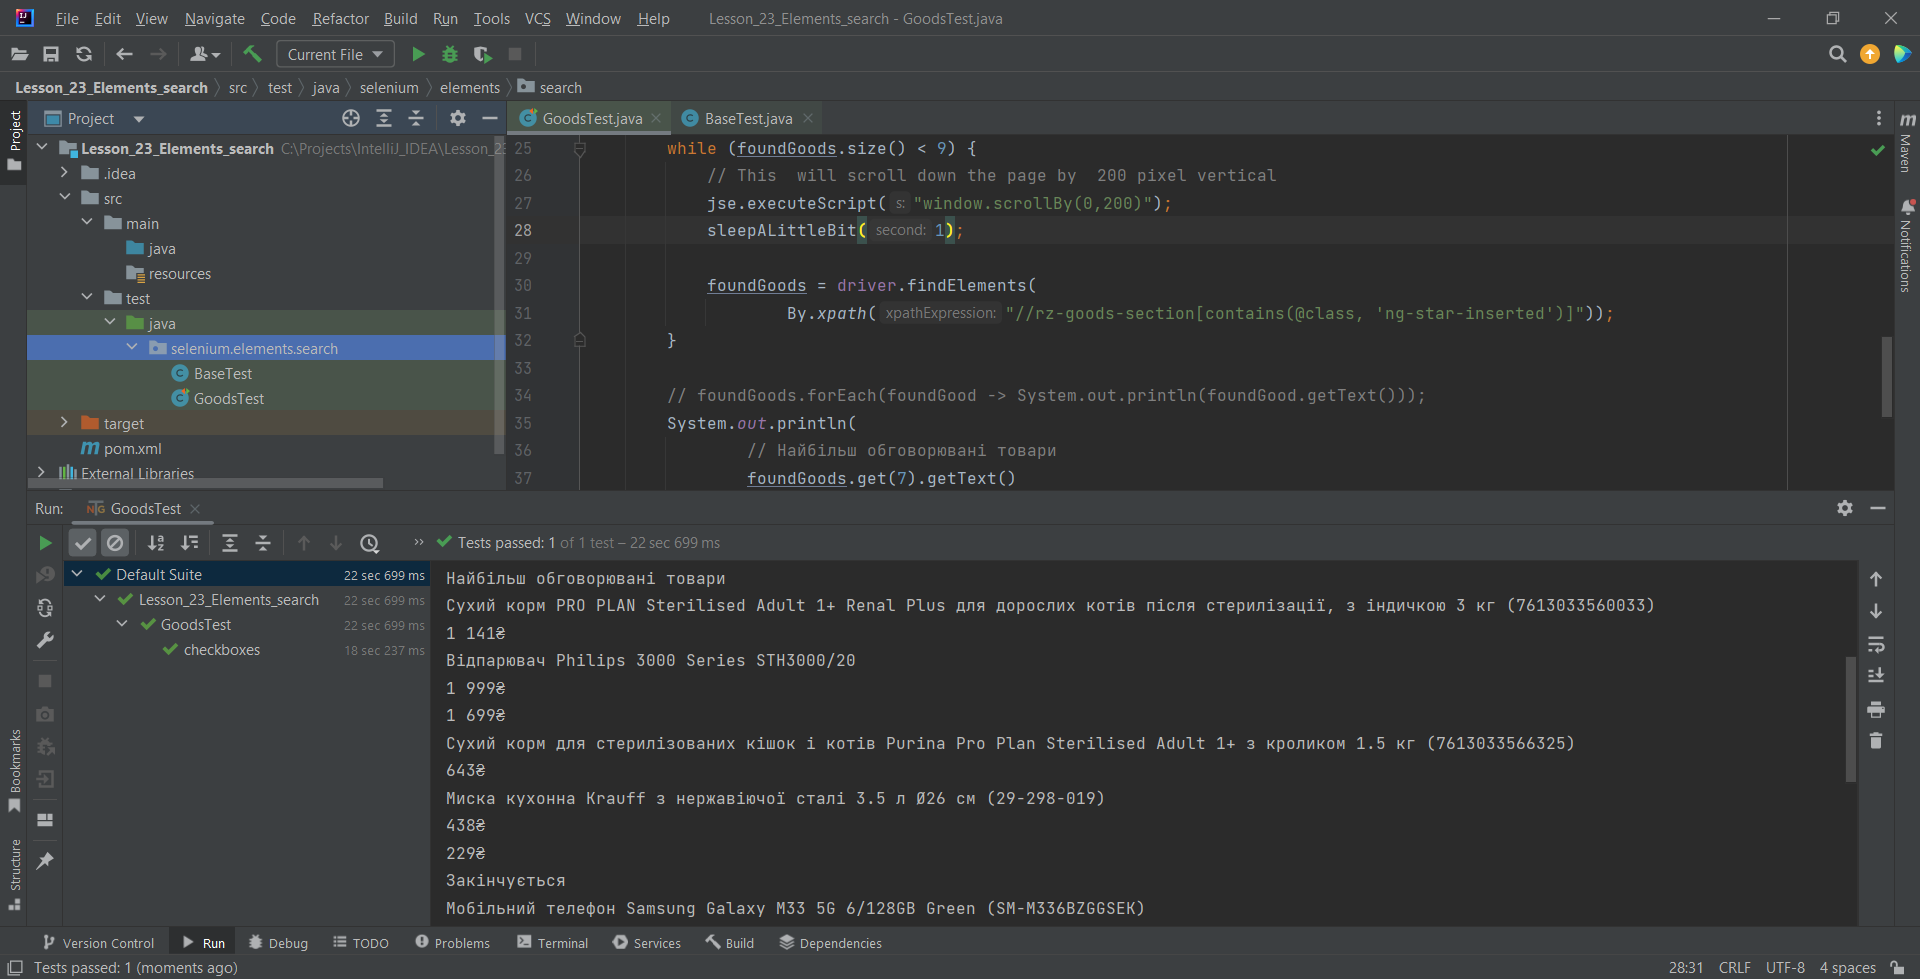 File Edit View Navigate Code Refactor Build Run Tools VCS Window Help Lesson_23_Elements_search - GoodsTest.java
Current File
Lesson_23_Elements_search src test java selenium elements search
Project
GoodsTest.java BaseTest.java
Lesson_23_Elements_search C:\Projects\IntelliJ_IDEA\Lesson_23
.idea
src
main
java
resources
test
java
selenium.elements.search
BaseTest
GoodsTest
target
pom.xml
External Libraries
25 while (foundGoods.size() < 9) {
26 // This  will scroll down the page by  200 pixel vertical
27 jse.executeScript( s: "window.scrollBy(0,200)");
28 sleepALittleBit( second: 1);
29
30 foundGoods = driver.findElements(
31 By.xpath( xpathExpression: "//rz-goods-section[contains(@class, 'ng-star-inserted')]"));
32 }
33
34 // foundGoods.forEach(foundGood -> System.out.println(foundGood.getText()));
35 System.out.println(
36 // Найбільш обговорювані товари
37 foundGoods.get(7).getText()
Project
Bookmarks
Structure
m Maven
Notifications
Run: GoodsTest
Tests passed: 1 of 1 test – 22 sec 699 ms
Default Suite 22 sec 699 ms
Lesson_23_Elements_search 22 sec 699 ms
GoodsTest 22 sec 699 ms
checkboxes 18 sec 237 ms
Найбільш обговорювані товари
Сухий корм PRO PLAN Sterilised Adult 1+ Renal Plus для дорослих котів після стерилізації, з індичкою 3 кг (7613033560033)
1 141₴
Відпарювач Philips 3000 Series STH3000/20
1 999₴
1 699₴
Сухий корм для стерилізованих кішок і котів Purina Pro Plan Sterilised Adult 1+ з кроликом 1.5 кг (7613033566325)
643₴
Миска кухонна Krauff з нержавіючої сталі 3.5 л Ø26 см (29-298-019)
438₴
229₴
Закінчується
Мобільний телефон Samsung Galaxy M33 5G 6/128GB Green (SM-M336BZGGSEK)
Version Control Run Debug TODO Problems Terminal Services Build Dependencies
Tests passed: 1 (moments ago) 28:31 CRLF UTF-8 4 spaces